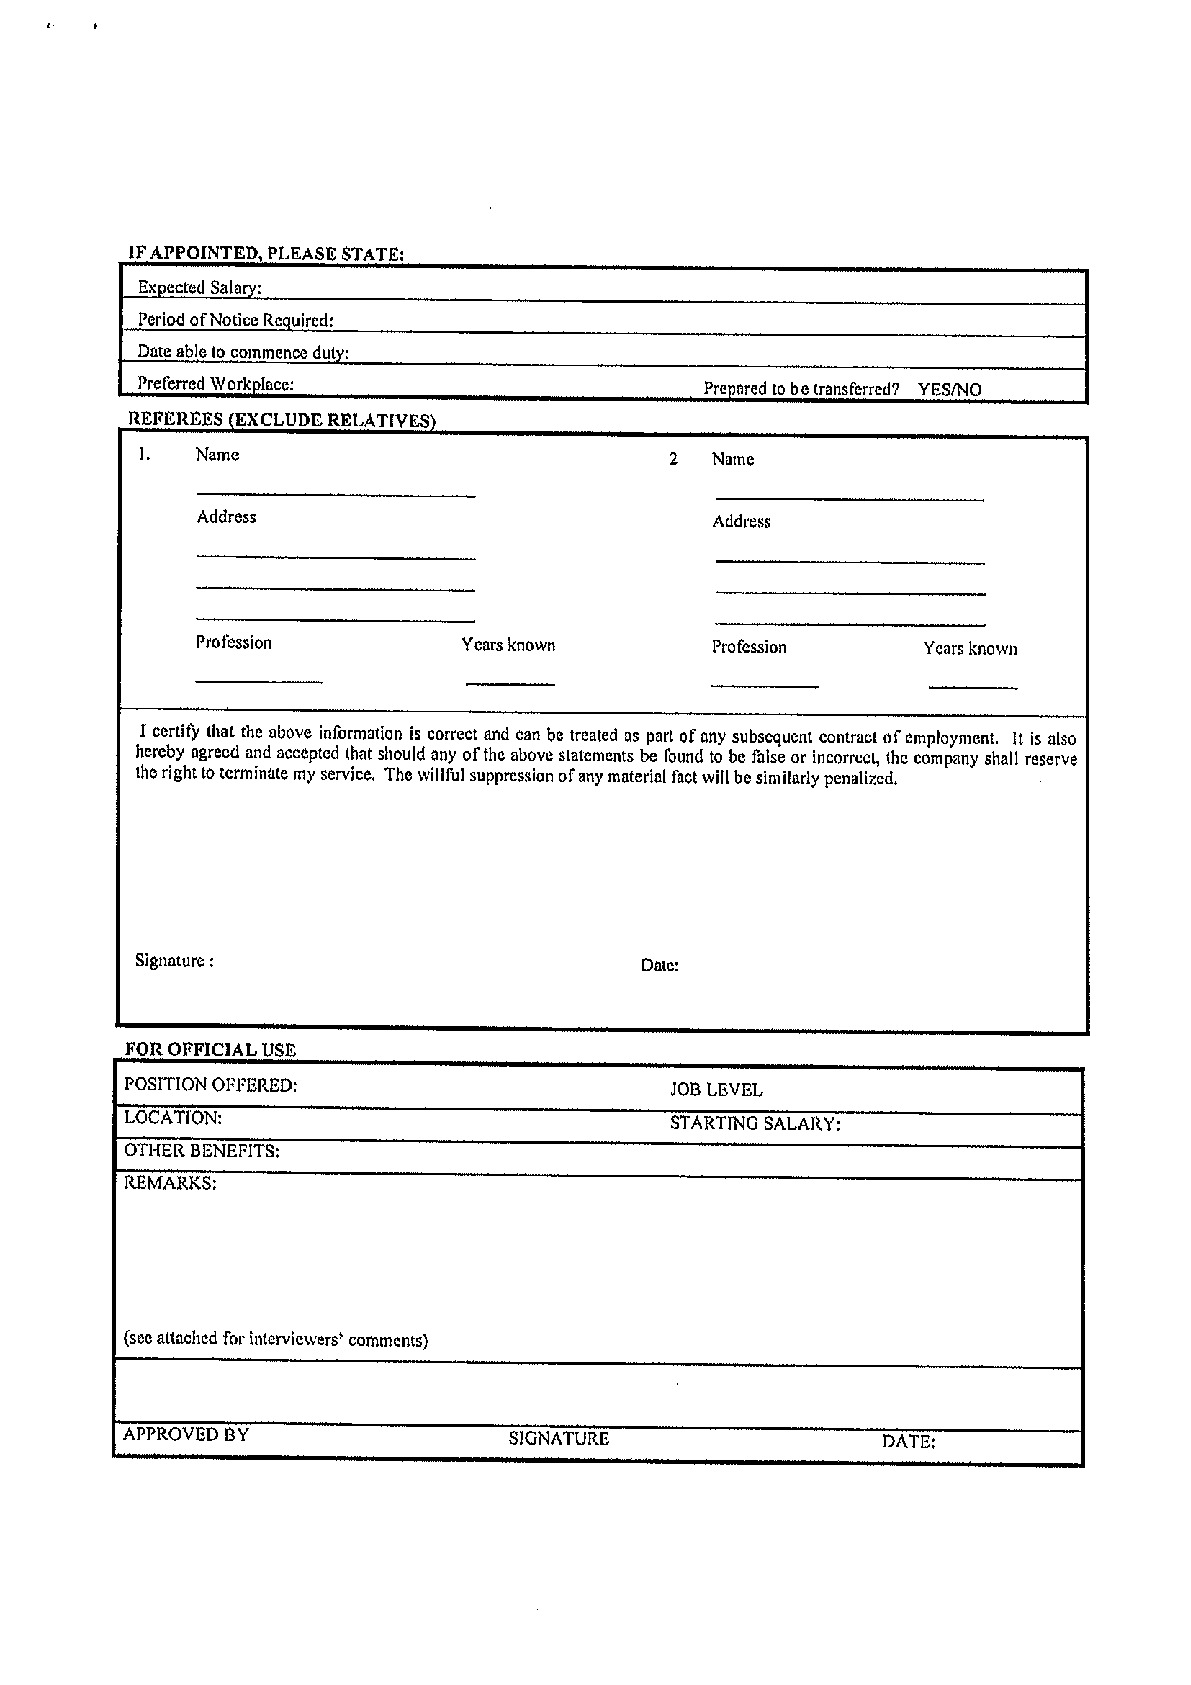 IF APPOINTED, PLEASE STATE:
Expected Salary:
Period of Notice Required:
Date able to commence duty:
Preferred Workplace: Prepared to be transferred? YES/NO
REFEREES (EXCLUDE RELATIVES)
1. Name 2 Name
Address Address
Profession Years known Profession Years known
I certify that the above information is correct and can be treated as part of any subsequent contract of employment. It is also
hereby agreed and accepted that should any of the above statements be found to be false or incorrect, the company shall reserve
the right to terminate my service. The willful suppression of any material fact will be similarly penalized.
Signature : Date:
FOR OFFICIAL USE
POSITION OFFERED: JOB LEVEL
LOCATION: STARTING SALARY:
OTHER BENEFITS:
REMARKS:
(see attached for interviewers' comments)
APPROVED BY SIGNATURE DATE: